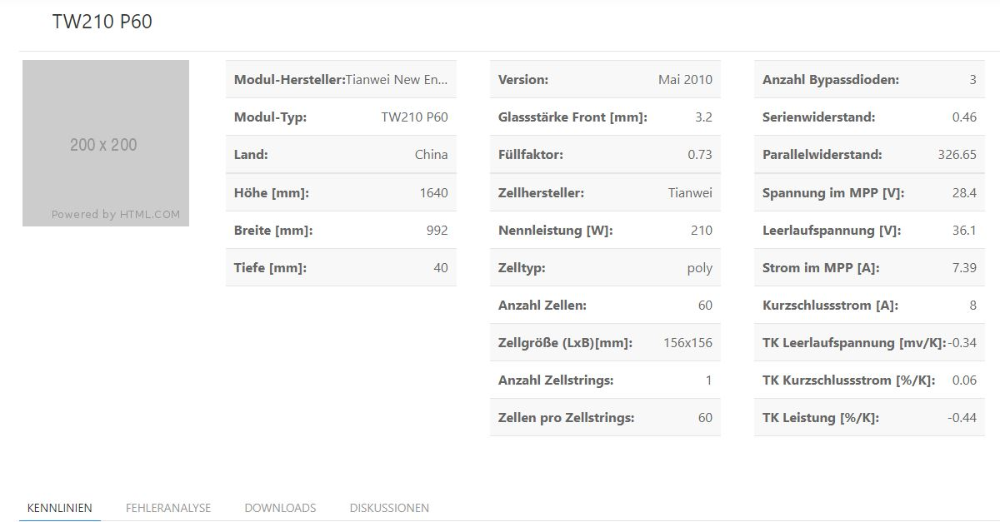 TW210 P60
200 x 200
Powered by HTML.COM
Modul-Hersteller: Tianwei New En...
Modul-Typ: TW210 P60
Land: China
Höhe [mm]: 1640
Breite [mm]: 992
Tiefe [mm]: 40
Version: Mai 2010
Glassstärke Front [mm]: 3.2
Füllfaktor: 0.73
Zellhersteller: Tianwei
Nennleistung [W]: 210
Zelltyp: poly
Anzahl Zellen: 60
Zellgröße (LxB)[mm]: 156x156
Anzahl Zellstrings: 1
Zellen pro Zellstrings: 60
Anzahl Bypassdioden: 3
Serienwiderstand: 0.46
Parallelwiderstand: 326.65
Spannung im MPP [V]: 28.4
Leerlaufspannung [V]: 36.1
Strom im MPP [A]: 7.39
Kurzschlussstrom [A]: 8
TK Leerlaufspannung [mv/K]: -0.34
TK Kurzschlussstrom [%/K]: 0.06
TK Leistung [%/K]: -0.44
KENNLINIEN FEHLERANALYSE DOWNLOADS DISKUSSIONEN